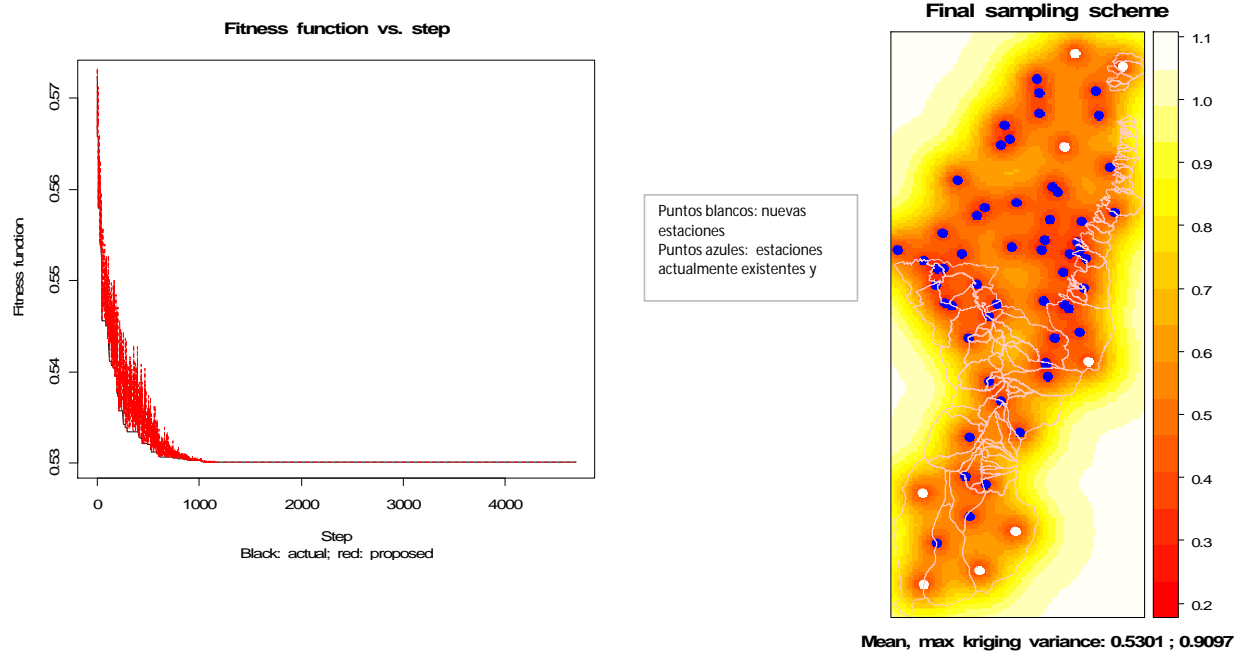 Fitness function vs. step
Fitness function
0.57
0.56
0.55
0.54
0.53
0
1000
2000
3000
4000
Step
Black: actual; red: proposed
Puntos blancos: nuevas
estaciones
Puntos azules: estaciones
actualmente existentes y
Final sampling scheme
1.1
1.0
0.9
0.8
0.7
0.6
0.5
0.4
0.3
0.2
Mean, max kriging variance: 0.5301 ; 0.9097